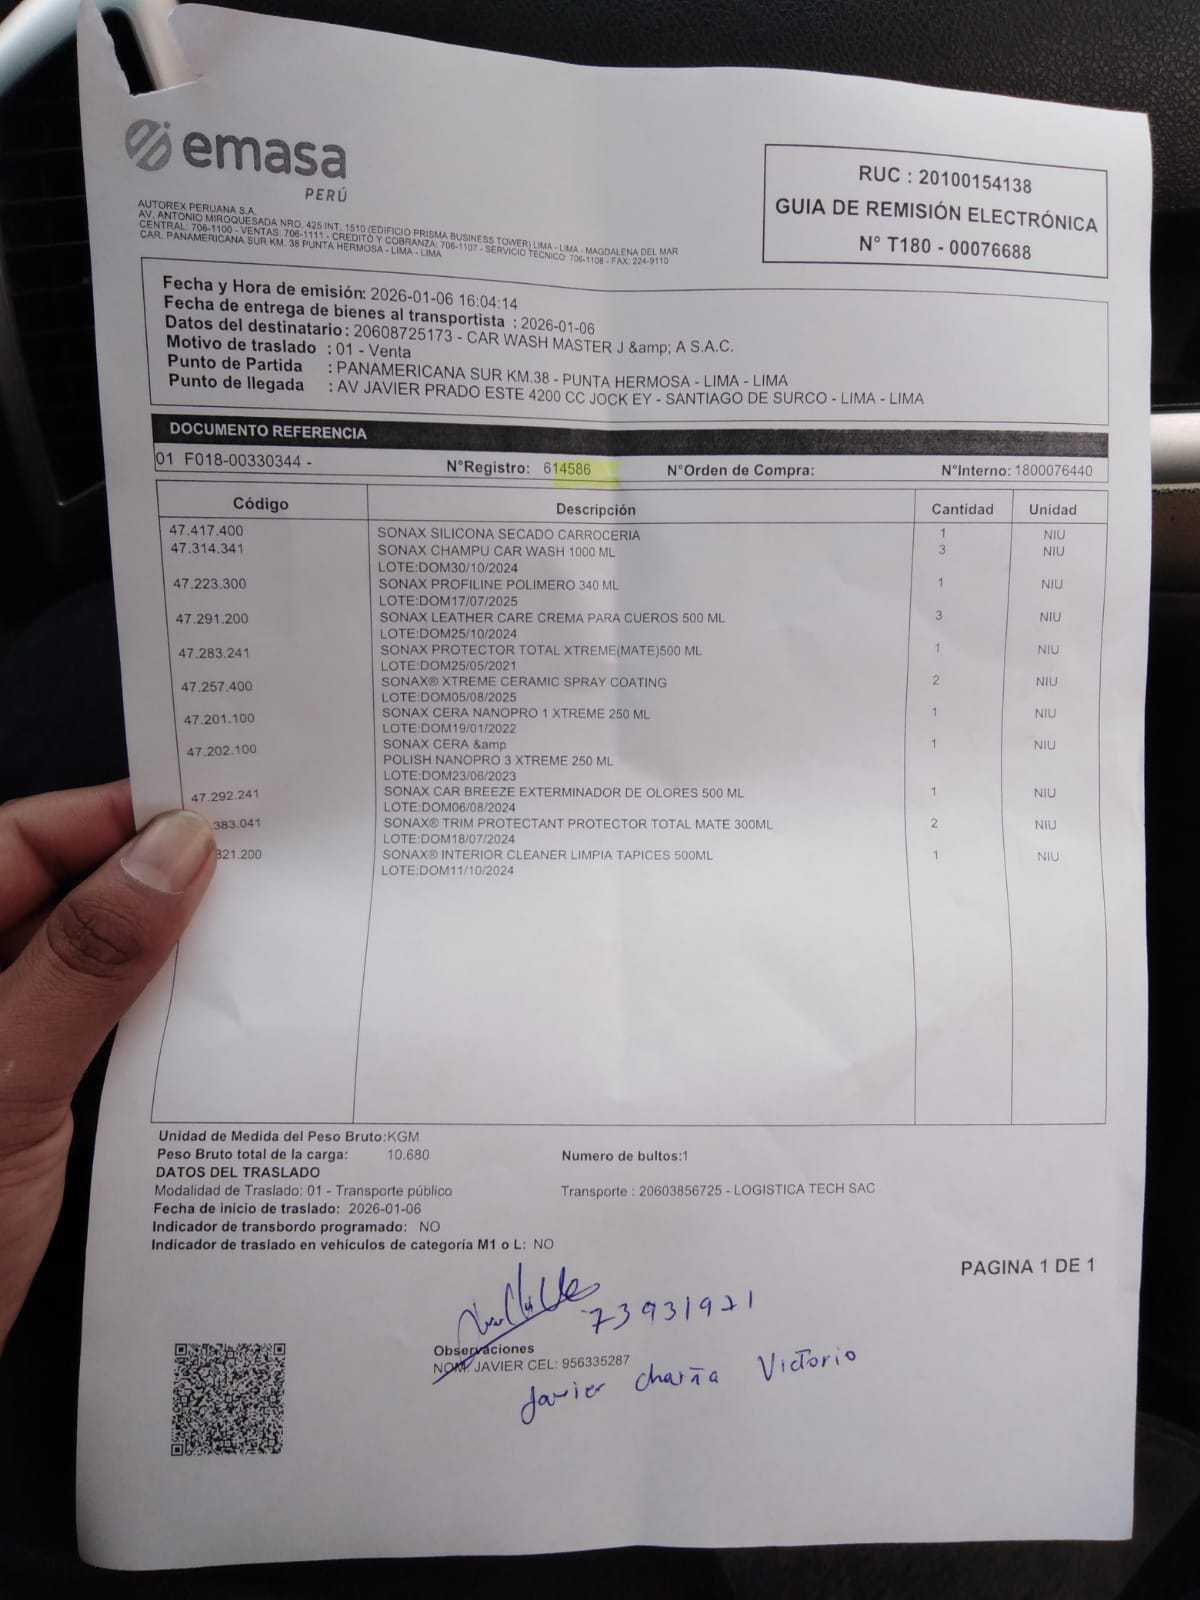 emasa
PERÚ
AUTOREX PERUANA S.A.
AV. ANTONIO MIROQUESADA NRO. 425 INT. 1510 (EDIFICIO PRISMA BUSINESS TOWER) LIMA - LIMA - MAGDALENA DEL MAR
CENTRAL: 706-1100 - VENTAS: 706-1111 - CREDITO Y COBRANZA: 706-1107 - SERVICIO TECNICO: 706-1108 - FAX: 224-9110
CAR. PANAMERICANA SUR KM. 38 PUNTA HERMOSA - LIMA - LIMA
RUC : 20100154138
GUIA DE REMISIÓN ELECTRÓNICA
N° T180 - 00076688
Fecha y Hora de emisión: 2026-01-06 16:04:14
Fecha de entrega de bienes al transportista : 2026-01-06
Datos del destinatario : 20608725173 - CAR WASH MASTER J &amp; A S.A.C.
Motivo de traslado : 01 - Venta
Punto de Partida : PANAMERICANA SUR KM.38 - PUNTA HERMOSA - LIMA - LIMA
Punto de llegada : AV JAVIER PRADO ESTE 4200 CC JOCK EY - SANTIAGO DE SURCO - LIMA - LIMA
DOCUMENTO REFERENCIA
01 F018-00330344 - N°Registro: 614586 N°Orden de Compra: N°Interno: 1800076440
Código Descripción Cantidad Unidad
47.417.400 SONAX SILICONA SECADO CARROCERIA 1 NIU
47.314.341 SONAX CHAMPU CAR WASH 1000 ML 3 NIU
LOTE:DOM30/10/2024
47.223.300 SONAX PROFILINE POLIMERO 340 ML 1 NIU
LOTE:DOM17/07/2025
47.291.200 SONAX LEATHER CARE CREMA PARA CUEROS 500 ML 3 NIU
LOTE:DOM25/10/2024
47.283.241 SONAX PROTECTOR TOTAL XTREME(MATE)500 ML 1 NIU
LOTE:DOM25/05/2021
47.257.400 SONAX® XTREME CERAMIC SPRAY COATING 2 NIU
LOTE:DOM05/08/2025
47.201.100 SONAX CERA NANOPRO 1 XTREME 250 ML 1 NIU
LOTE:DOM19/01/2022
47.202.100 SONAX CERA &amp 1 NIU
POLISH NANOPRO 3 XTREME 250 ML
LOTE:DOM23/06/2023
47.292.241 SONAX CAR BREEZE EXTERMINADOR DE OLORES 500 ML 1 NIU
LOTE:DOM06/08/2024
.383.041 SONAX® TRIM PROTECTANT PROTECTOR TOTAL MATE 300ML 2 NIU
LOTE:DOM18/07/2024
321.200 SONAX® INTERIOR CLEANER LIMPIA TAPICES 500ML 1 NIU
LOTE:DOM11/10/2024
Unidad de Medida del Peso Bruto:KGM
Peso Bruto total de la carga: 10.680 Numero de bultos:1
DATOS DEL TRASLADO
Modalidad de Traslado: 01 - Transporte público Transporte : 20603856725 - LOGISTICA TECH SAC
Fecha de inicio de traslado: 2026-01-06
Indicador de transbordo programado: NO
Indicador de traslado en vehículos de categoría M1 o L: NO
PAGINA 1 DE 1
73931921
Observaciones
NOM: JAVIER CEL: 956335287
Javier Victorio